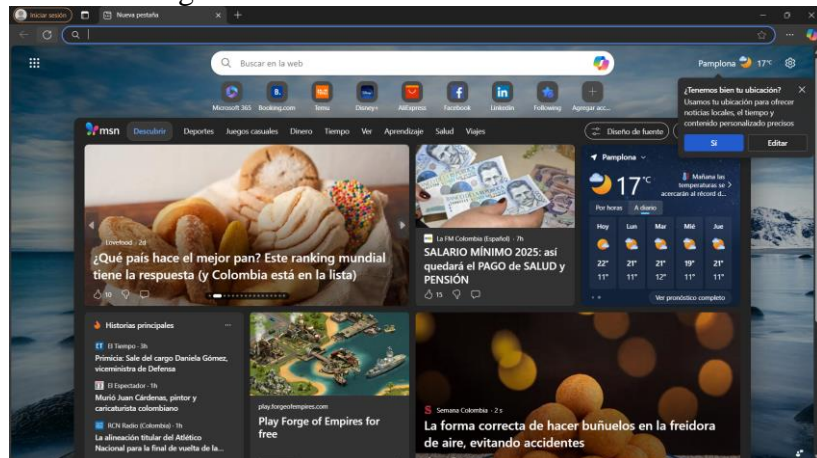 Iniciar sesión
Nueva pestaña
Buscar en la web
Pamplona 17°C
Microsoft 365 Booking.com Temu Disney+ AliExpress Facebook LinkedIn Following Agregar acc...
¿Tenemos bien tu ubicación?
Usamos tu ubicación para ofrecer
noticias locales, el tiempo y
contenido personalizado precisos
Sí Editar
msn Descubrir Deportes Juegos casuales Dinero Tiempo Ver Aprendizaje Salud Viajes
Diseño de fuente
Lovefood · 2d
¿Qué país hace el mejor pan? Este ranking mundial
tiene la respuesta (y Colombia está en la lista)
10
La FM Colombia (Español) · 7h
SALARIO MÍNIMO 2025: así
quedará el PAGO de SALUD y
PENSIÓN
15
Pamplona
17°C
Mañana las
temperaturas se
acercarán al récord d...
Por horas A diario
Hoy Lun Mar Mié Jue
22° 21° 21° 19° 21°
11° 11° 12° 11° 11°
Ver pronóstico completo
Historias principales
ET El Tiempo · 3h
Primicia: Sale del cargo Daniela Gómez,
viceministra de Defensa
El Espectador · 1h
Murió Juan Cárdenas, pintor y
caricaturista colombiano
RCN Radio (Colombia) · 1h
La alineación titular del Atlético
Nacional para la final de vuelta de la...
play.forgeofempires.com
Play Forge of Empires for
free
S Semana Colombia · 2 s
La forma correcta de hacer buñuelos en la freidora
de aire, evitando accidentes